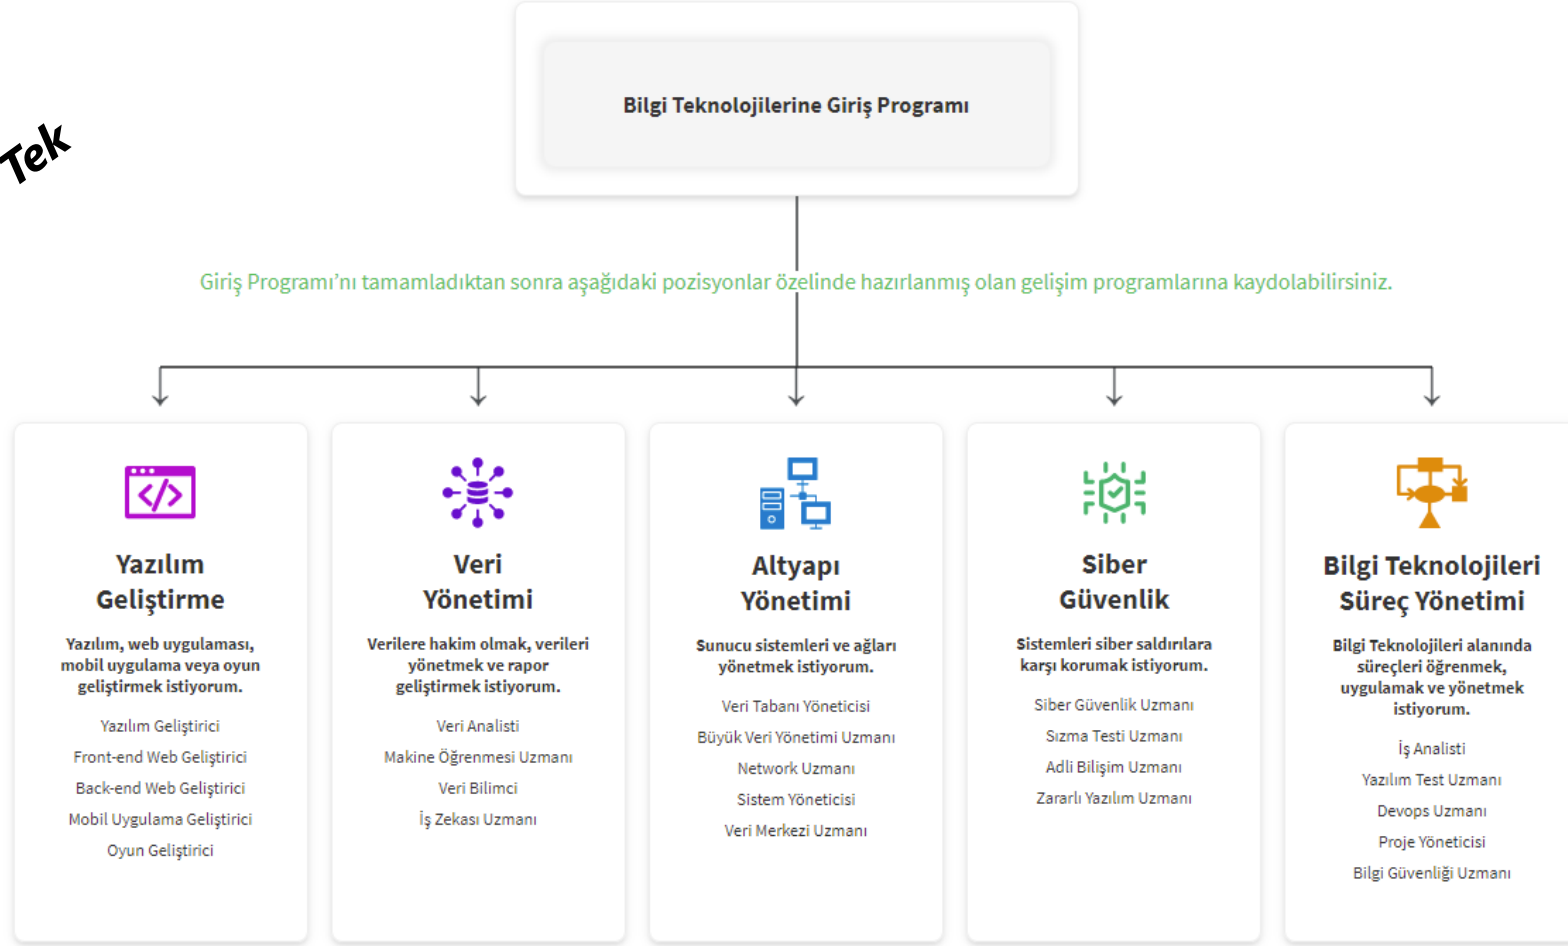 Bilgi Teknolojilerine Giriş Programı
Tek
Giriş Programı’nı tamamladıktan sonra aşağıdaki pozisyonlar özelinde hazırlanmış olan gelişim programlarına kaydolabilirsiniz.
Yazılım
Geliştirme
Yazılım, web uygulaması,
mobil uygulama veya oyun
geliştirmek istiyorum.
Yazılım Geliştirici
Front-end Web Geliştirici
Back-end Web Geliştirici
Mobil Uygulama Geliştirici
Oyun Geliştirici
Veri
Yönetimi
Verilere hakim olmak, verileri
yönetmek ve rapor
geliştirmek istiyorum.
Veri Analisti
Makine Öğrenmesi Uzmanı
Veri Bilimci
İş Zekası Uzmanı
Altyapı
Yönetimi
Sunucu sistemleri ve ağları
yönetmek istiyorum.
Veri Tabanı Yöneticisi
Büyük Veri Yönetimi Uzmanı
Network Uzmanı
Sistem Yöneticisi
Veri Merkezi Uzmanı
Siber
Güvenlik
Sistemleri siber saldırılara
karşı korumak istiyorum.
Siber Güvenlik Uzmanı
Sızma Testi Uzmanı
Adli Bilişim Uzmanı
Zararlı Yazılım Uzmanı
Bilgi Teknolojileri
Süreç Yönetimi
Bilgi Teknolojileri alanında
süreçleri öğrenmek,
uygulamak ve yönetmek
istiyorum.
İş Analisti
Yazılım Test Uzmanı
Devops Uzmanı
Proje Yöneticisi
Bilgi Güvenliği Uzmanı